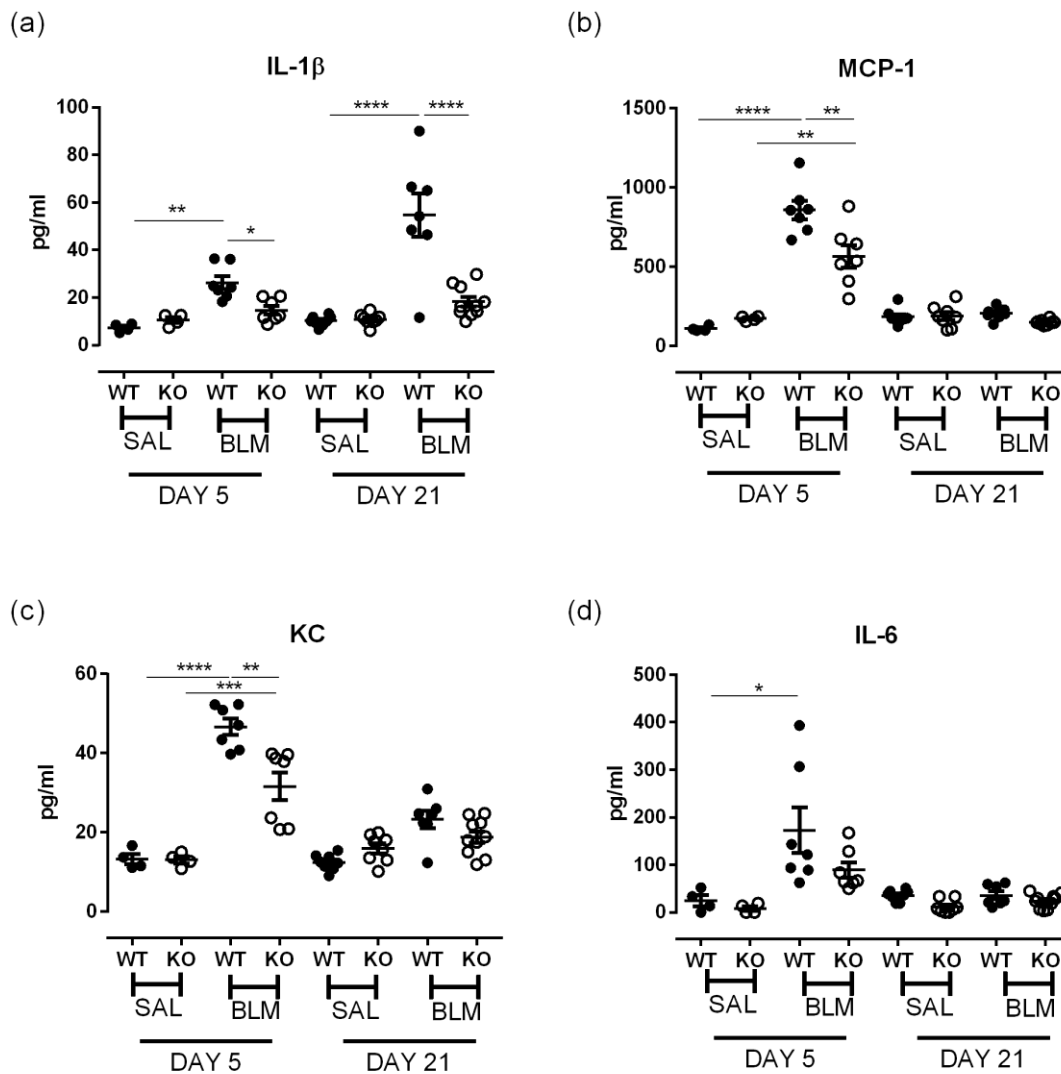 (a)
IL-1β
pg/ml
100
80
60
40
20
0
** * **** ****
WT KO WT KO WT KO WT KO
SAL BLM SAL BLM
DAY 5 DAY 21
(b)
MCP-1
pg/ml
1500
1000
500
0
**** **
**
WT KO WT KO WT KO WT KO
SAL BLM SAL BLM
DAY 5 DAY 21
(c)
KC
pg/ml
60
40
20
0
**** **
***
WT KO WT KO WT KO WT KO
SAL BLM SAL BLM
DAY 5 DAY 21
(d)
IL-6
pg/ml
500
400
300
200
100
0
*
WT KO WT KO WT KO WT KO
SAL BLM SAL BLM
DAY 5 DAY 21